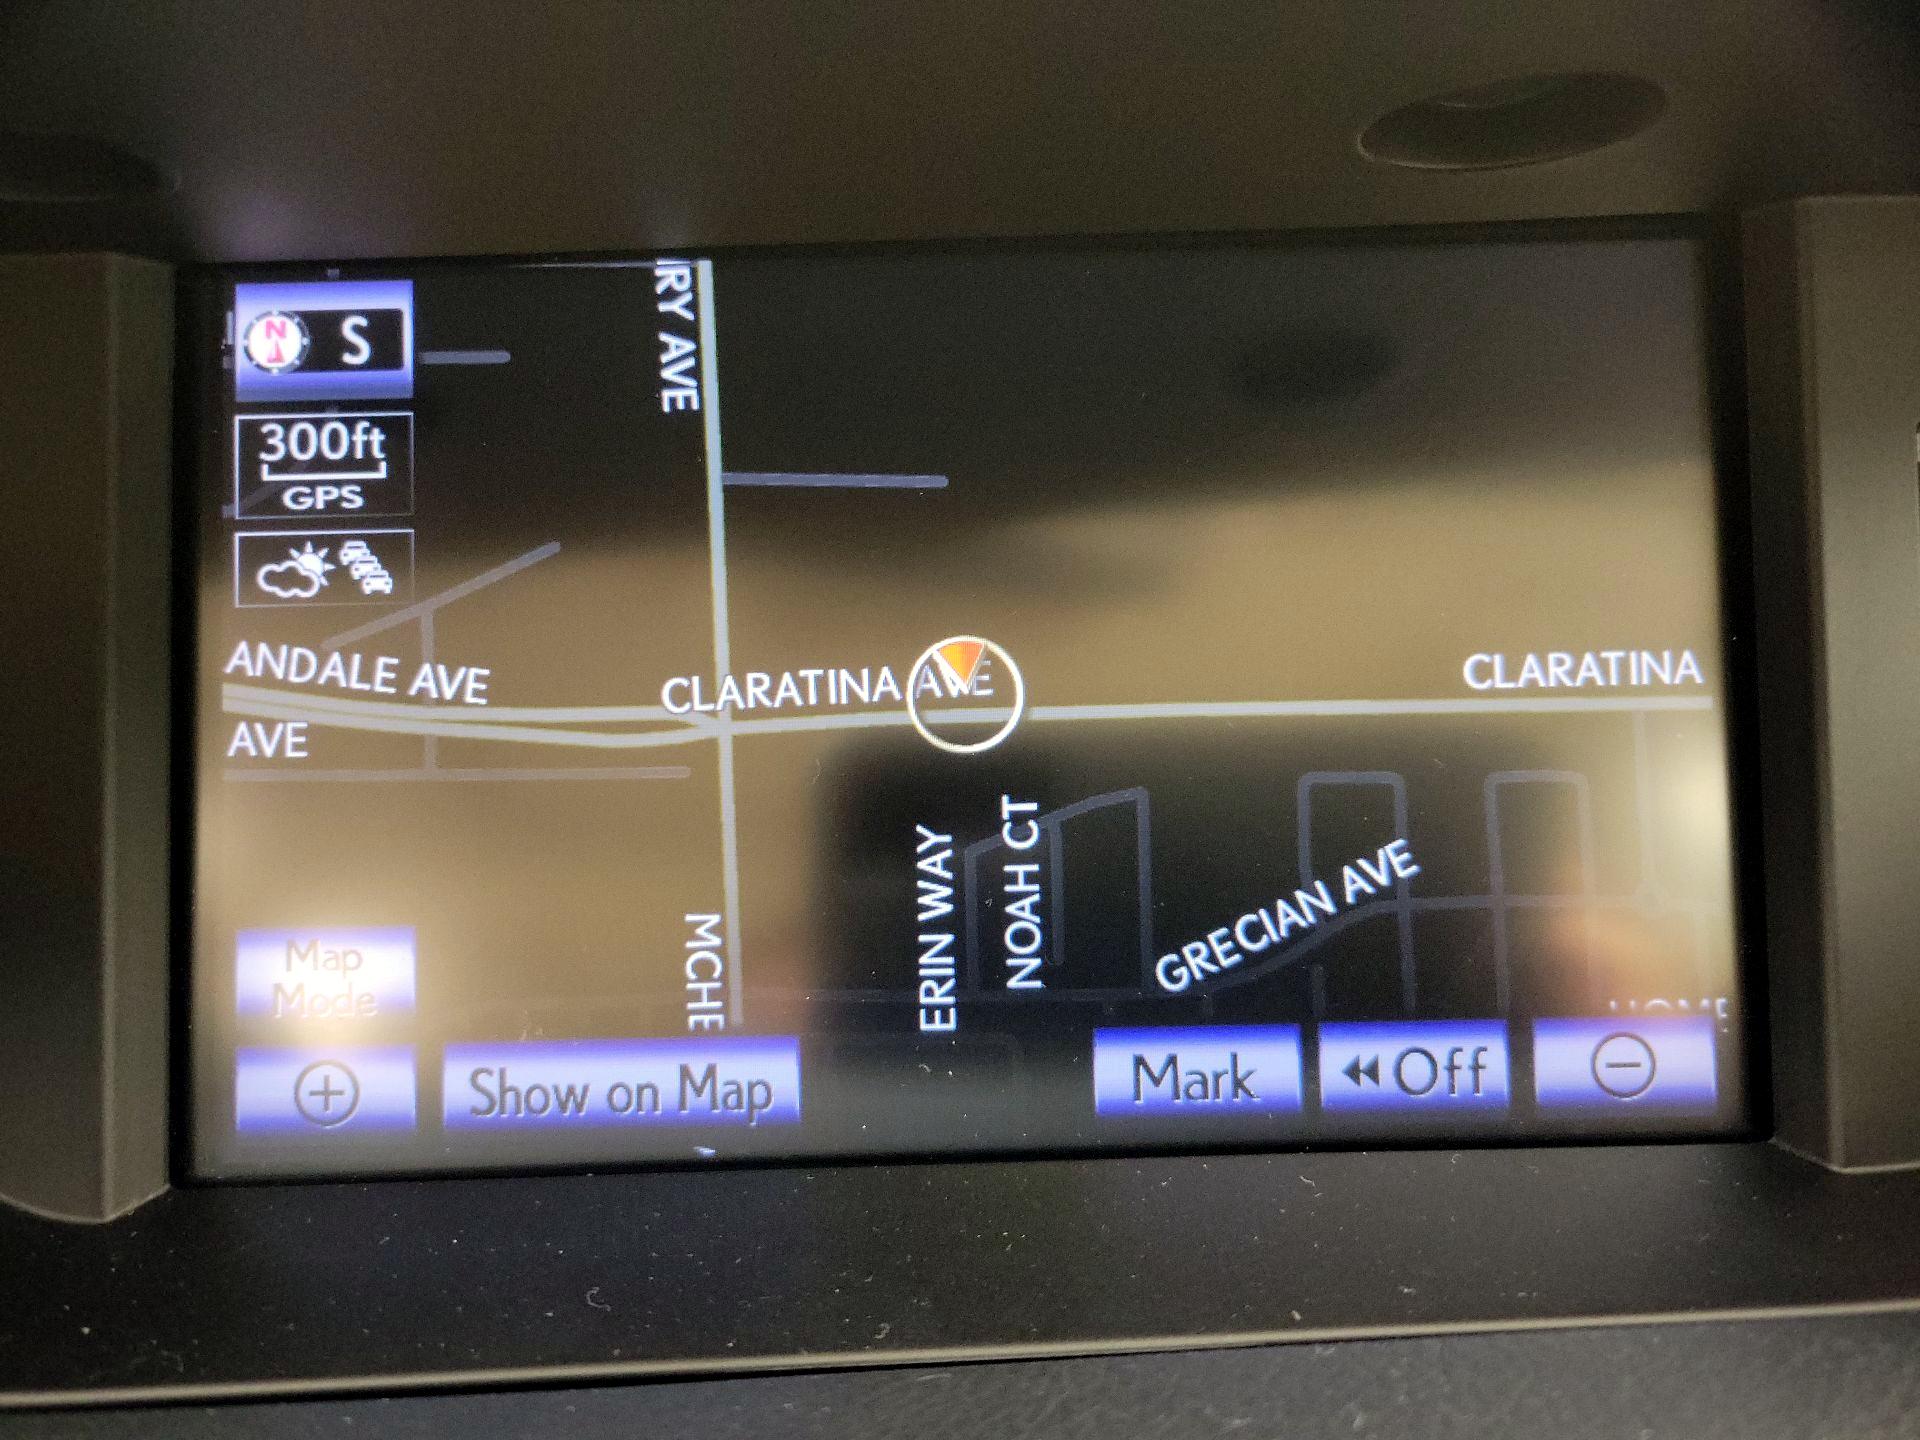 N S
RY AVE
300ft
GPS
ANDALE AVE
CLARATINA AVE
CLARATINA
AVE
ERIN WAY
NOAH CT
GRECIAN AVE
MCHE
Map
Mode
HOME
Show on Map
Mark
Off